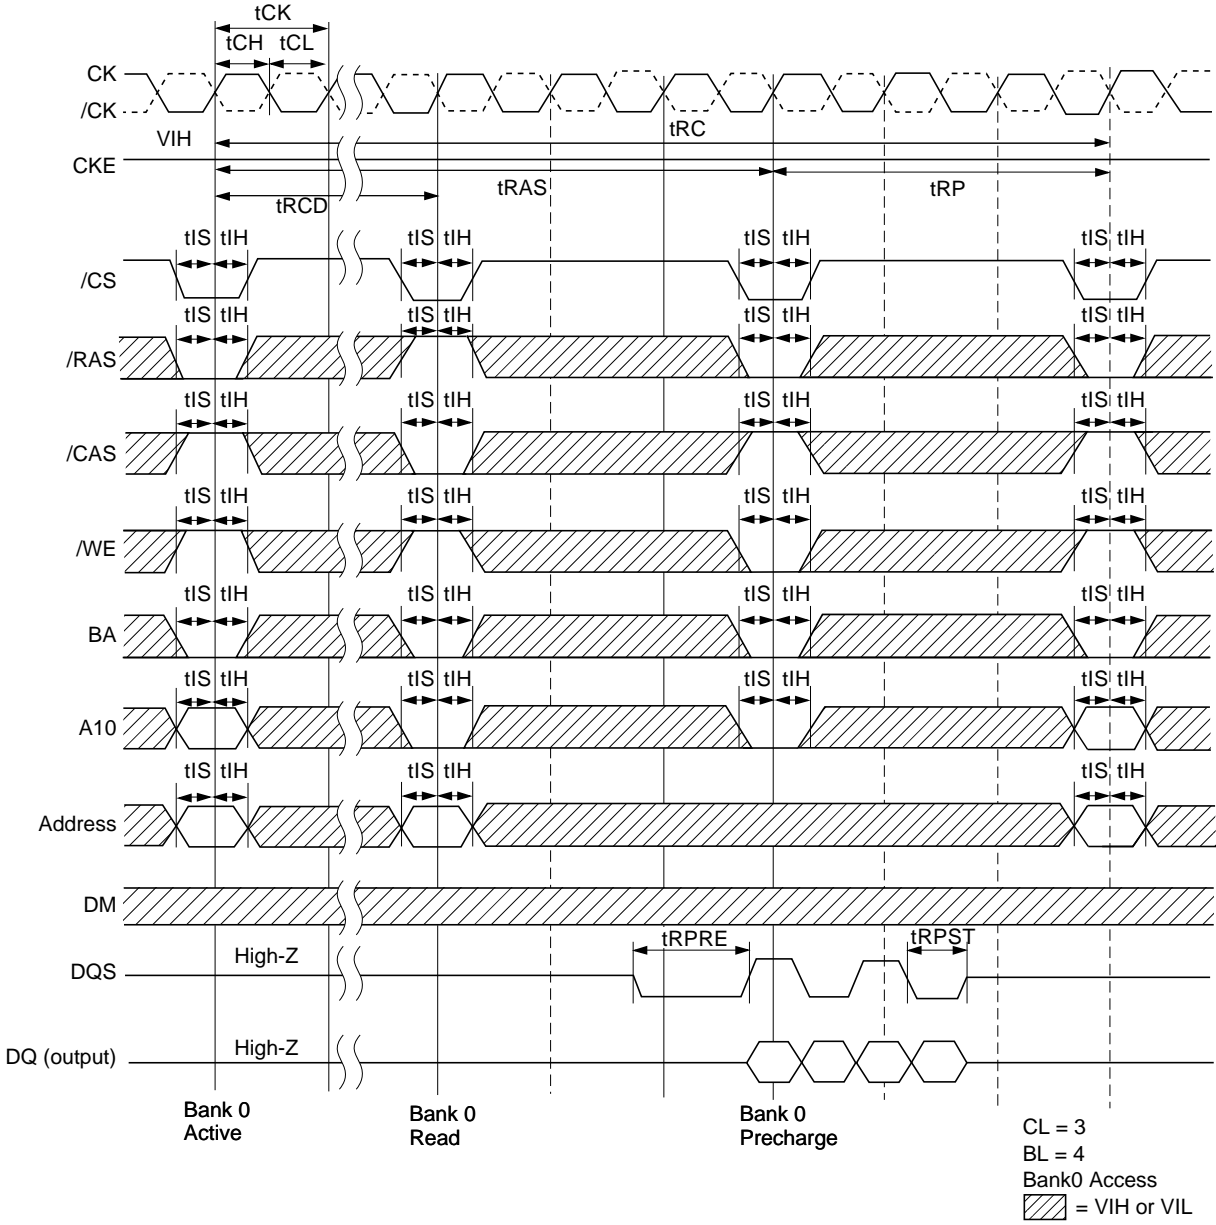 tCK
tCH tCL
CK
/CK
VIH
tRC
CKE
tRAS
tRP
tRCD
tIS tIH tIS tIH tIS tIH tIS tIH
/CS
tIS tIH tIS tIH tIS tIH tIS tIH
/RAS
tIS tIH tIS tIH tIS tIH tIS tIH
/CAS
tIS tIH tIS tIH tIS tIH tIS tIH
/WE
tIS tIH tIS tIH tIS tIH tIS tIH
BA
tIS tIH tIS tIH tIS tIH tIS tIH
A10
tIS tIH tIS tIH tIS tIH
Address
DM
tRPRE tRPST
High-Z
DQS
High-Z
DQ (output)
Bank 0
Active
Bank 0
Read
Bank 0
Precharge
CL = 3
BL = 4
Bank0 Access
= VIH or VIL